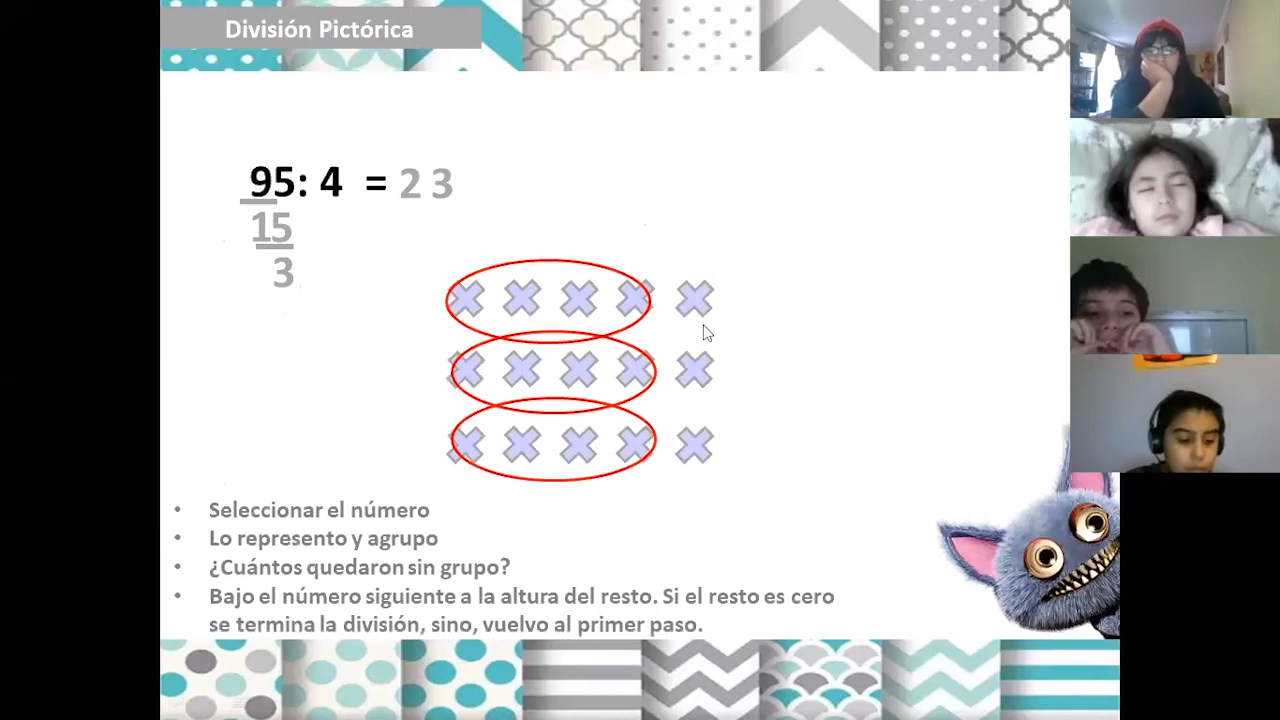 División Pictórica
95: 4 = 2 3
15
3
• Seleccionar el número
• Lo represento y agrupo
• ¿Cuántos quedaron sin grupo?
• Bajo el número siguiente a la altura del resto. Si el resto es cero
se termina la división, sino, vuelvo al primer paso.